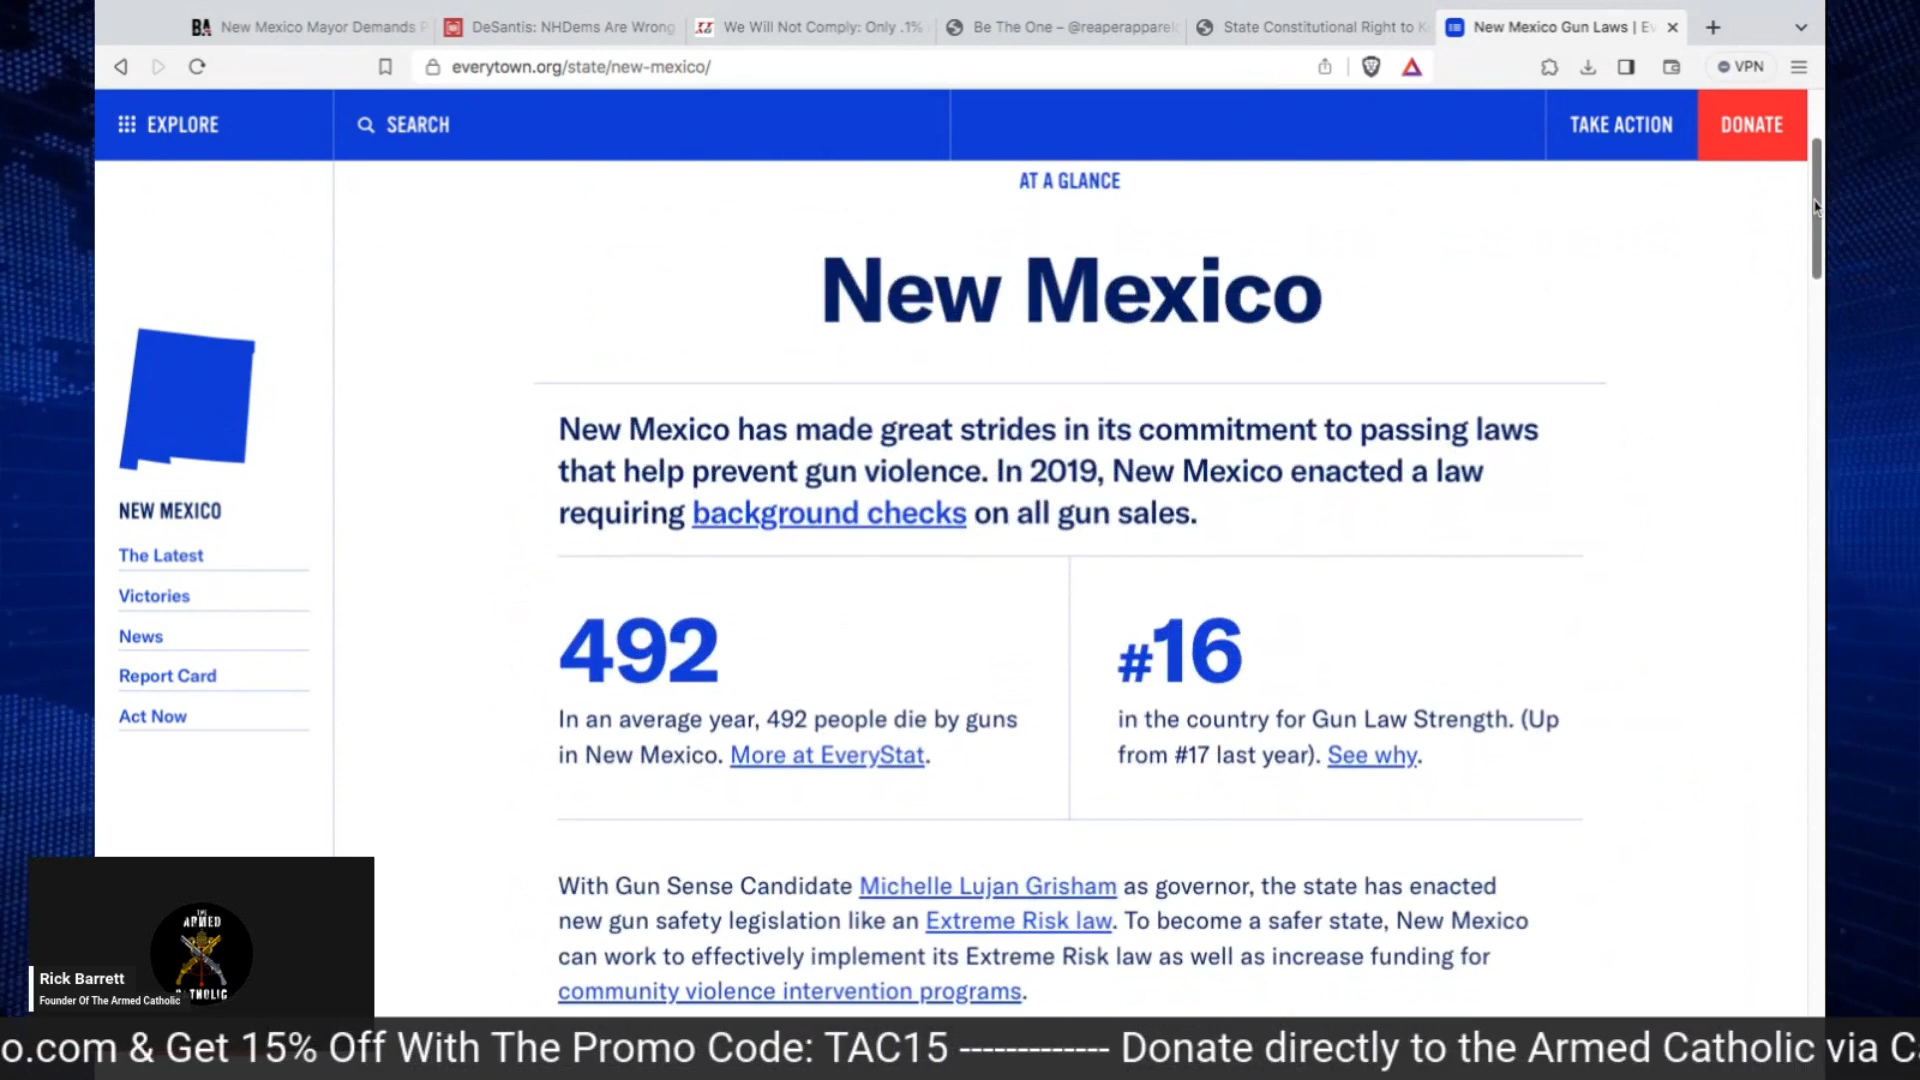 New Mexico Mayor Demands
DeSantis: NHDems Are Wrong
We Will Not Comply: Only .1%
Be The One – @reaperapparel
State Constitutional Right to K
New Mexico Gun Laws | Ev
everytown.org/state/new-mexico/
VPN
EXPLORE
SEARCH
TAKE ACTION
DONATE
AT A GLANCE
New Mexico
New Mexico has made great strides in its commitment to passing laws
that help prevent gun violence. In 2019, New Mexico enacted a law
requiring background checks on all gun sales.
NEW MEXICO
The Latest
Victories
News
Report Card
Act Now
492
In an average year, 492 people die by guns
in New Mexico. More at EveryStat.
#16
in the country for Gun Law Strength. (Up
from #17 last year). See why.
With Gun Sense Candidate Michelle Lujan Grisham as governor, the state has enacted
new gun safety legislation like an Extreme Risk law. To become a safer state, New Mexico
can work to effectively implement its Extreme Risk law as well as increase funding for
community violence intervention programs.
THE
ARMED
CATHOLIC
Rick Barrett
Founder Of The Armed Catholic
o.com & Get 15% Off With The Promo Code: TAC15 ------------- Donate directly to the Armed Catholic via C